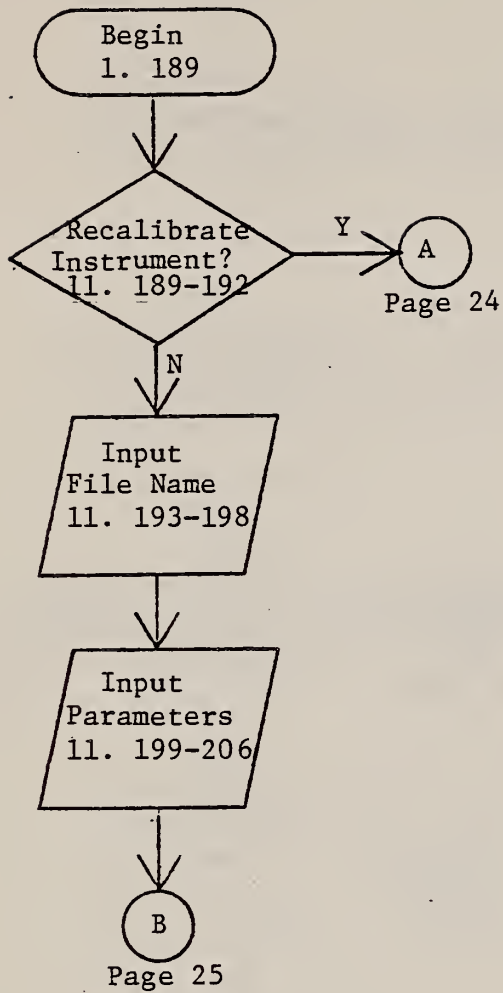 Begin
1. 189
Recalibrate
Instrument?
11. 189-192
Y
A
Page 24
N
Input
File Name
11. 193-198
Input
Parameters
11. 199-206
B
Page 25